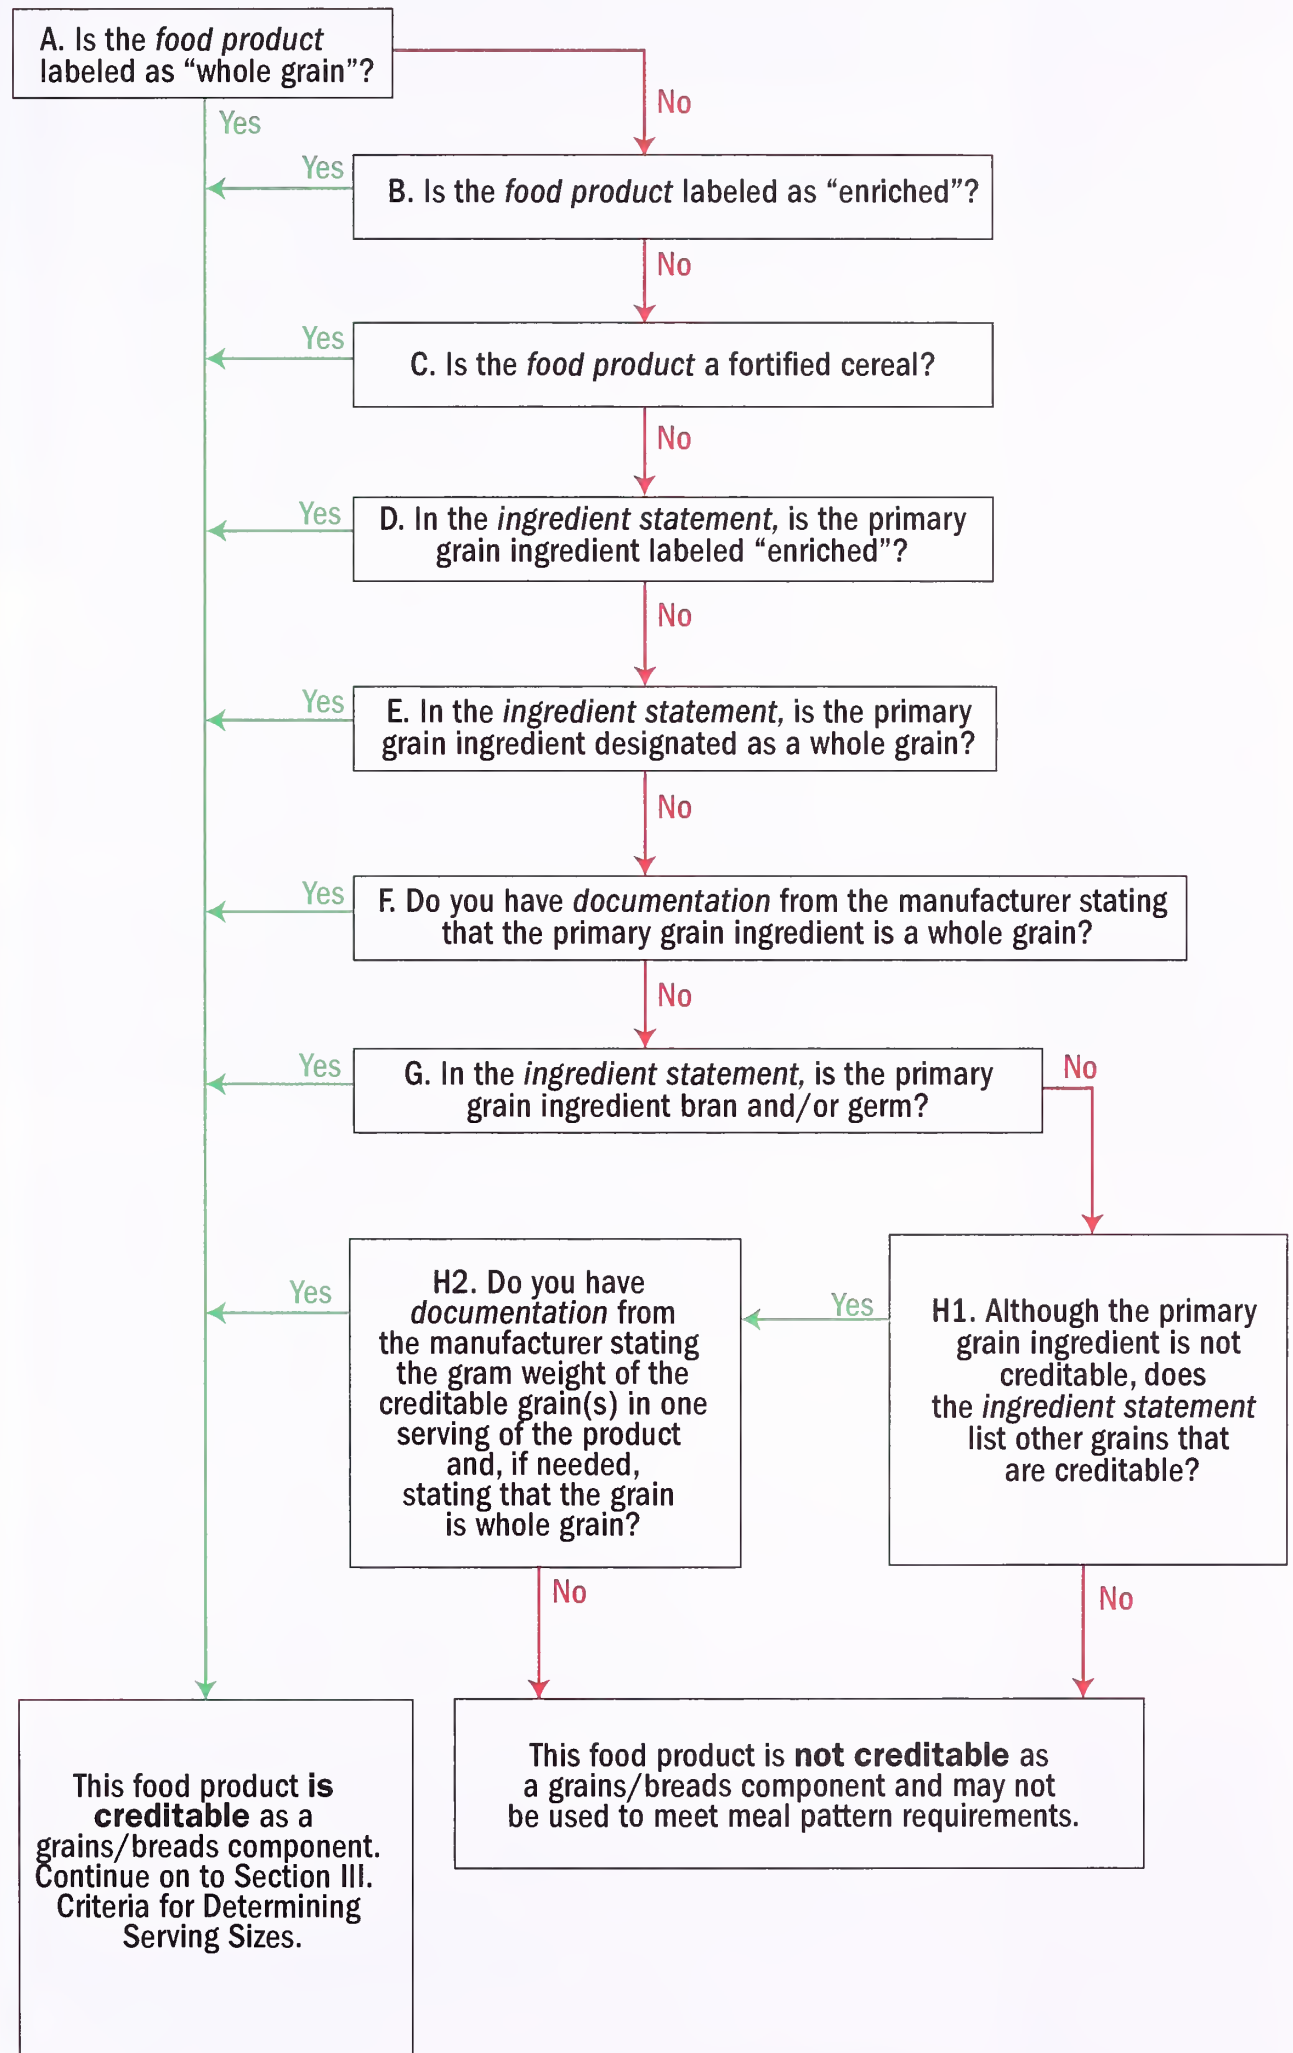 A. Is the food product
labeled as “whole grain”?
No
Yes
Yes
B. Is the food product labeled as “enriched”?
No
Yes
C. Is the food product a fortified cereal?
No
Yes
D. In the ingredient statement, is the primary
grain ingredient labeled “enriched”?
No
Yes
E. In the ingredient statement, is the primary
grain ingredient designated as a whole grain?
No
Yes
F. Do you have documentation from the manufacturer stating
that the primary grain ingredient is a whole grain?
No
Yes
G. In the ingredient statement, is the primary
grain ingredient bran and/or germ?
No
Yes
H2. Do you have
documentation from
the manufacturer stating
the gram weight of the
creditable grain(s) in one
serving of the product
and, if needed,
stating that the grain
is whole grain?
Yes
H1. Although the primary
grain ingredient is not
creditable, does
the ingredient statement
list other grains that
are creditable?
No
No
This food product is
creditable as a
grains/breads component.
Continue on to Section III.
Criteria for Determining
Serving Sizes.
This food product is not creditable as
a grains/breads component and may not
be used to meet meal pattern requirements.